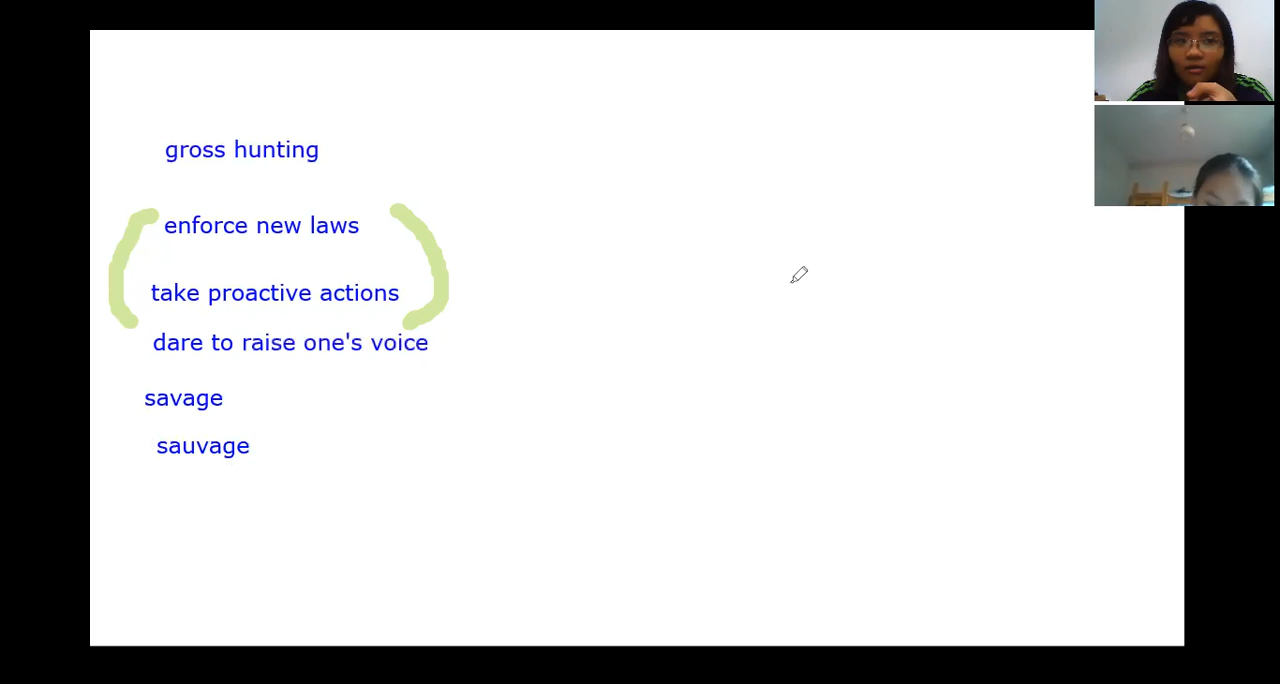 gross hunting
enforce new laws
take proactive actions
dare to raise one's voice
savage
sauvage